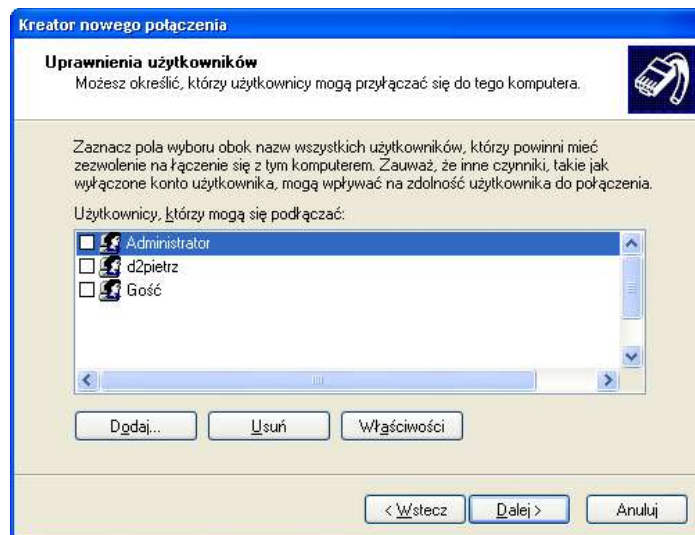 Kreator nowego połączenia
Uprawnienia użytkowników
Możesz określić, którzy użytkownicy mogą przyłączać się do tego komputera.
Zaznacz pola wyboru obok nazw wszystkich użytkowników, którzy powinni mieć
zezwolenie na łączenie się z tym komputerem. Zauważ, że inne czynniki, takie jak
wyłączone konto użytkownika, mogą wpływać na zdolność użytkownika do połączenia.
Użytkownicy, którzy mogą się podłączać:
Administrator
d2pietrz
Gość
Dodaj... Usuń Właściwości
< Wstecz Dalej > Anuluj